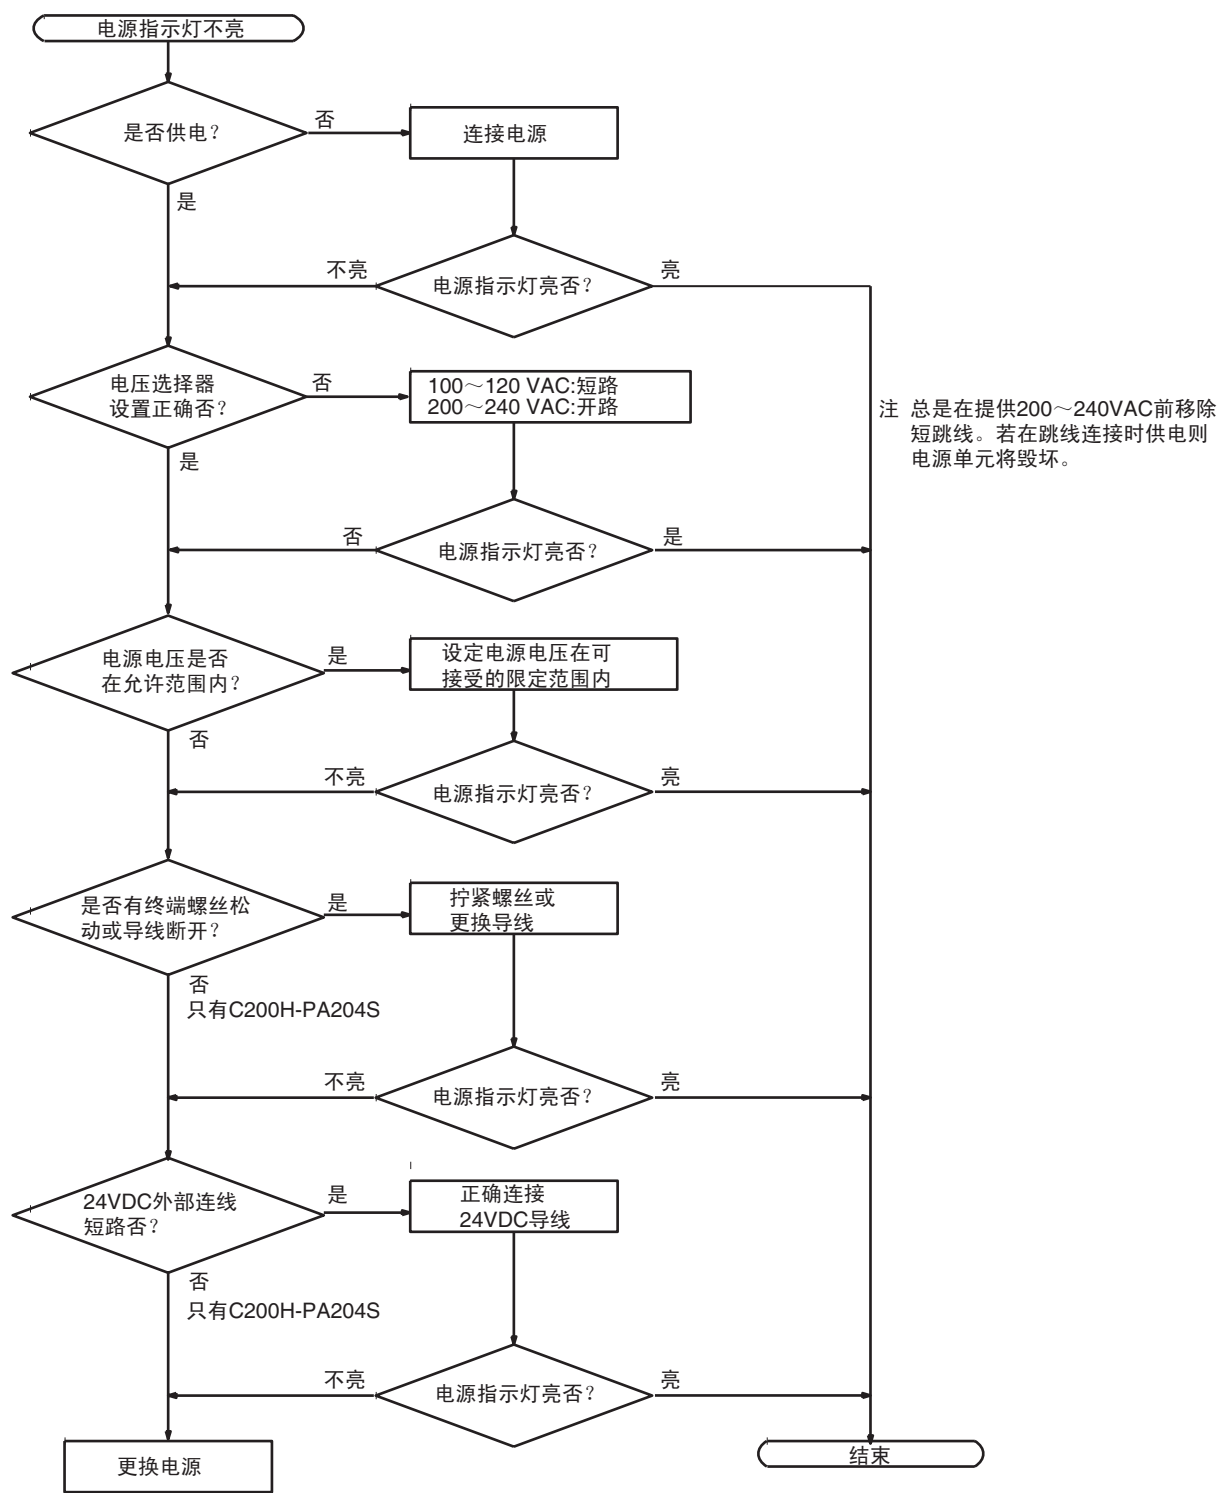 电源指示灯不亮
是否供电？
否
连接电源
是
不亮
电源指示灯亮否？
亮
电压选择器
设置正确否？
否
100～120 VAC:短路
200～240 VAC:开路
注 总是在提供200～240VAC前移除
短跳线。若在跳线连接时供电则
电源单元将毁坏。
是
否
电源指示灯亮否？
是
电源电压是否
在允许范围内？
是
设定电源电压在可
接受的限定范围内
否
不亮
电源指示灯亮否？
亮
是否有终端螺丝松
动或导线断开？
是
拧紧螺丝或
更换导线
否
只有C200H-PA204S
不亮
电源指示灯亮否？
亮
24VDC外部连线
短路否？
是
正确连接
24VDC导线
否
只有C200H-PA204S
不亮
电源指示灯亮否？
亮
更换电源
结束